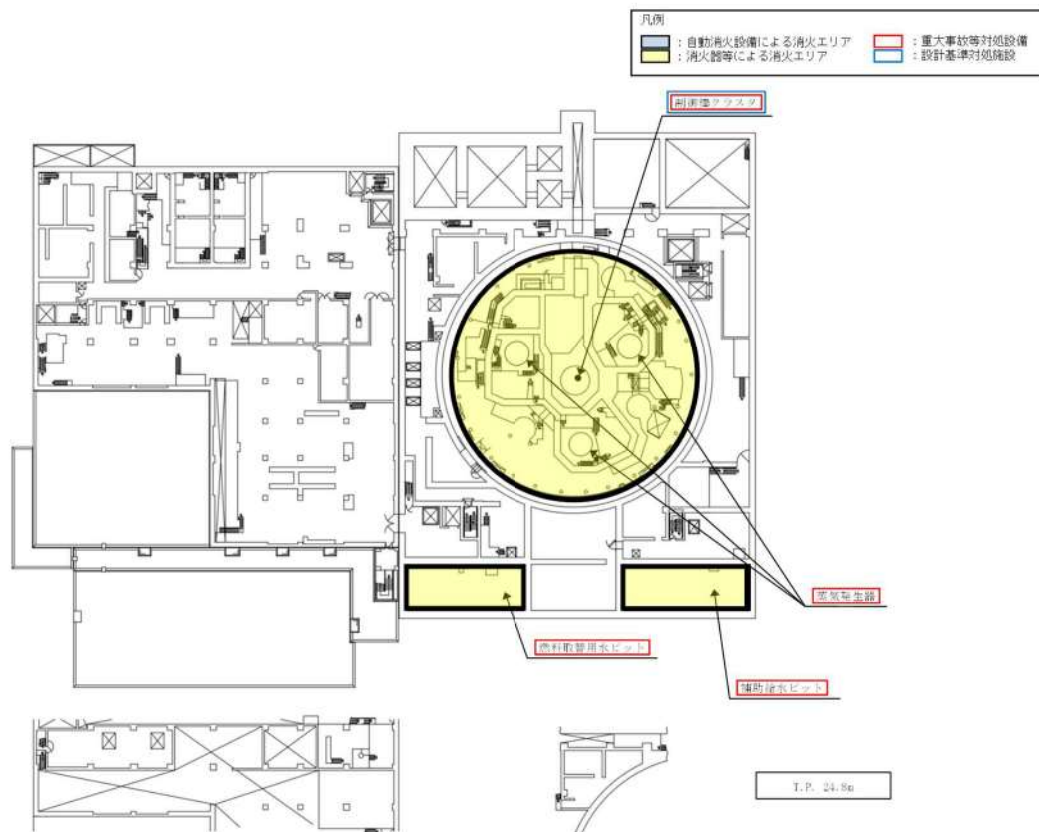 凡例
：自動消火設備による消火エリア
：重大事故等対処設備
：消火器等による消火エリア
：設計基準対処施設
制御棒クラスタ
蒸気発生器
燃料取替用水ピット
補助給水ピット
T.P. 24.8m